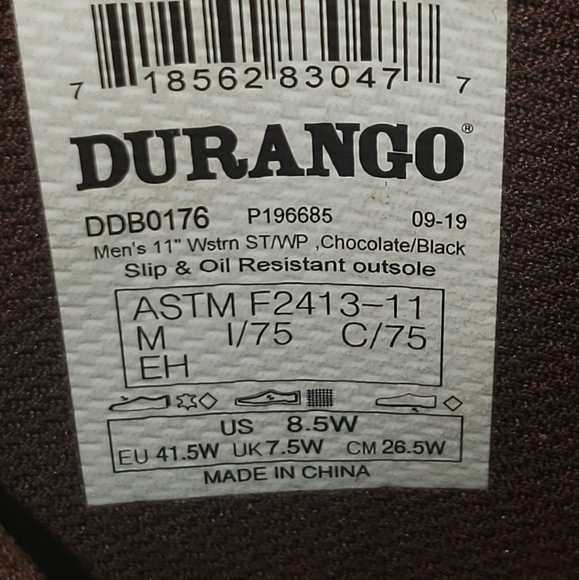 7 18562 83047 7
DURANGO®
DDB0176 P196685 09-19
Men's 11" Wstrn ST/WP ,Chocolate/Black
Slip & Oil Resistant outsole
ASTM F2413-11
M I/75 C/75
EH
US 8.5W
EU 41.5W UK 7.5W CM 26.5W
MADE IN CHINA